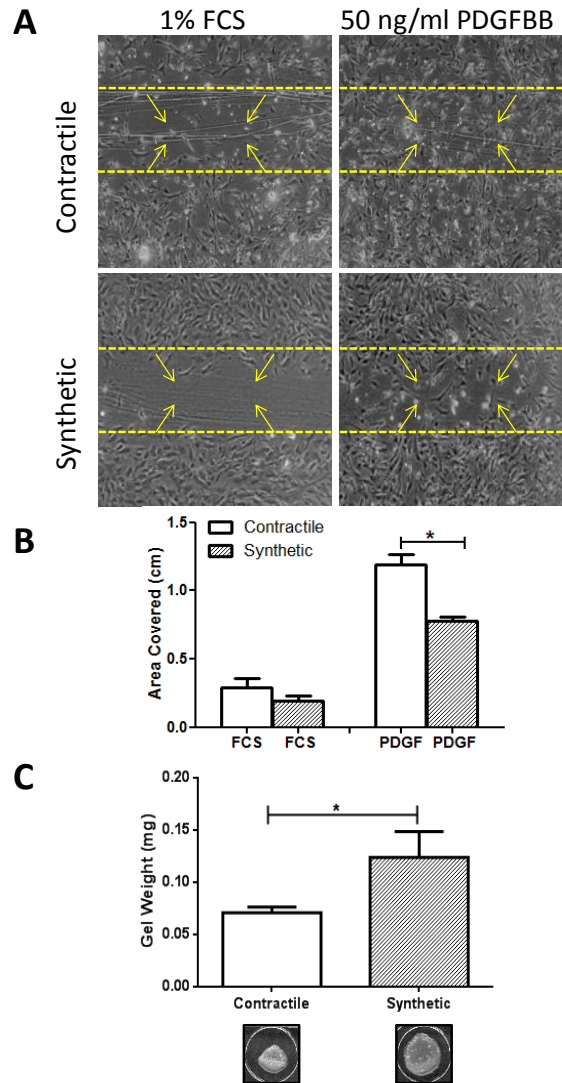 A
1% FCS
50 ng/ml PDGFBB
Contractile
Synthetic
B
Contractile
Synthetic
*
Area Covered (cm)
1.5
1.0
0.5
0.0
FCS FCS PDGF PDGF
C
*
Gel Weight (mg)
0.20
0.15
0.10
0.05
0.00
Contractile Synthetic